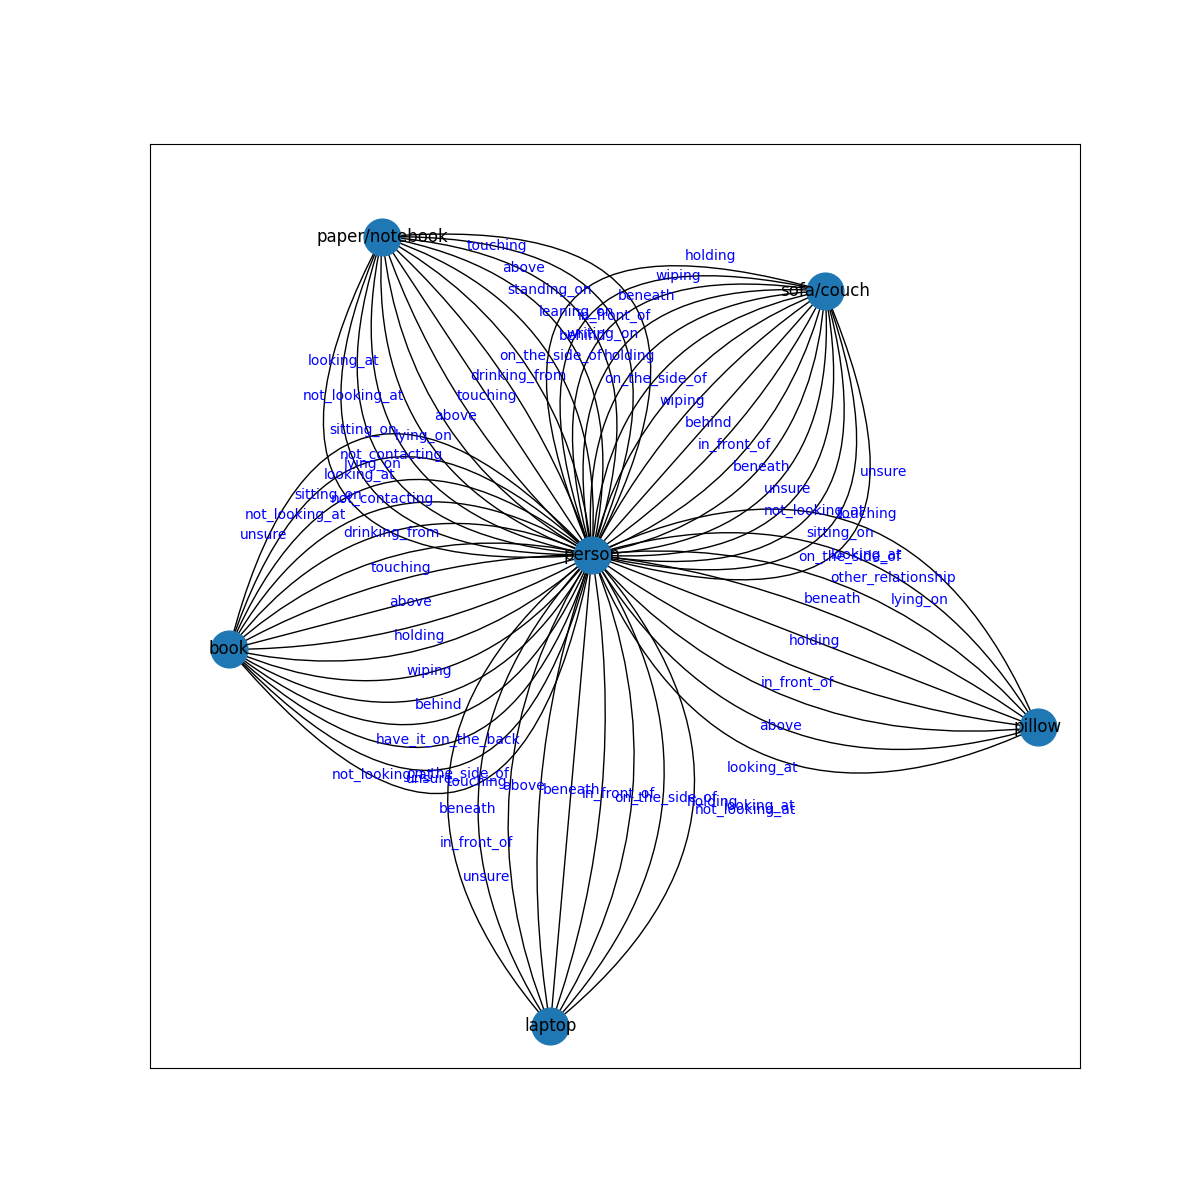 paper/notebook
touching
holding
above
wiping
standing_on
sofa/couch
beneath
leaning_on
in_front_of
behind
writing_on
on_the_side_of
holding
looking_at
drinking_from
on_the_side_of
not_looking_at
touching
wiping
above
behind
sitting_on
lying_on
in_front_of
not_contacting
lying_on
beneath
looking_at
unsure
sitting_on
not_contacting
unsure
not_looking_at
not_looking_at
touching
unsure
drinking_from
sitting_on
person
on_the_side_of
looking_at
touching
other_relationship
above
beneath
lying_on
holding
holding
book
wiping
in_front_of
behind
above
pillow
have_it_on_the_back
looking_at
not_looking_at
unsure
on_the_side_of
touching
above
beneath
in_front_of
on_the_side_of
holding
looking_at
not_looking_at
beneath
in_front_of
unsure
laptop